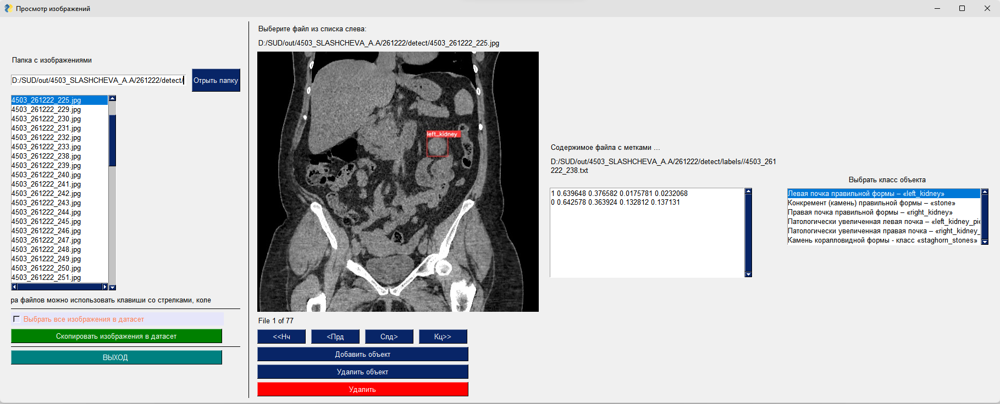 Просмотр изображений
Папка с изображениями
D:/SUD/out/4503_SLASHCHEVA_A.A/261222/detect/
Отрыть папку
4503_261222_225.jpg
4503_261222_229.jpg
4503_261222_230.jpg
4503_261222_231.jpg
4503_261222_232.jpg
4503_261222_233.jpg
4503_261222_238.jpg
4503_261222_239.jpg
4503_261222_240.jpg
4503_261222_241.jpg
4503_261222_242.jpg
4503_261222_243.jpg
4503_261222_244.jpg
4503_261222_245.jpg
4503_261222_246.jpg
4503_261222_247.jpg
4503_261222_248.jpg
4503_261222_249.jpg
4503_261222_250.jpg
4503_261222_251.jpg
ра файлов можно использовать клавиши со стрелками, коле
Выбрать все изображения в датасет
Скопировать изображения в датасет
ВЫХОД
Выберите файл из списка слева:
D:/SUD/out/4503_SLASHCHEVA_A.A/261222/detect/4503_261222_225.jpg
left_kidney
File 1 of 77
<<Нч
<Прд
Слд>
Кц>>
Добавить объект
Удалить объект
Удалить
Содержимое файла с метками ...
D:/SUD/out/4503_SLASHCHEVA_A.A/261222/detect/labels//4503_261
222_238.txt
1 0.639648 0.376582 0.0175781 0.0232068
0 0.642578 0.363924 0.132812 0.137131
Выбрать класс объекта
Левая почка правильной формы – «left_kidney»
Конкремент (камень) правильной формы – «stone»
Правая почка правильной формы – «right_kidney»
Патологически увеличенная левая почка – «left_kidney_pie
Патологически увеличенная правая почка – «right_kidney_
Камень коралловидной формы - класс «staghorn_stones»